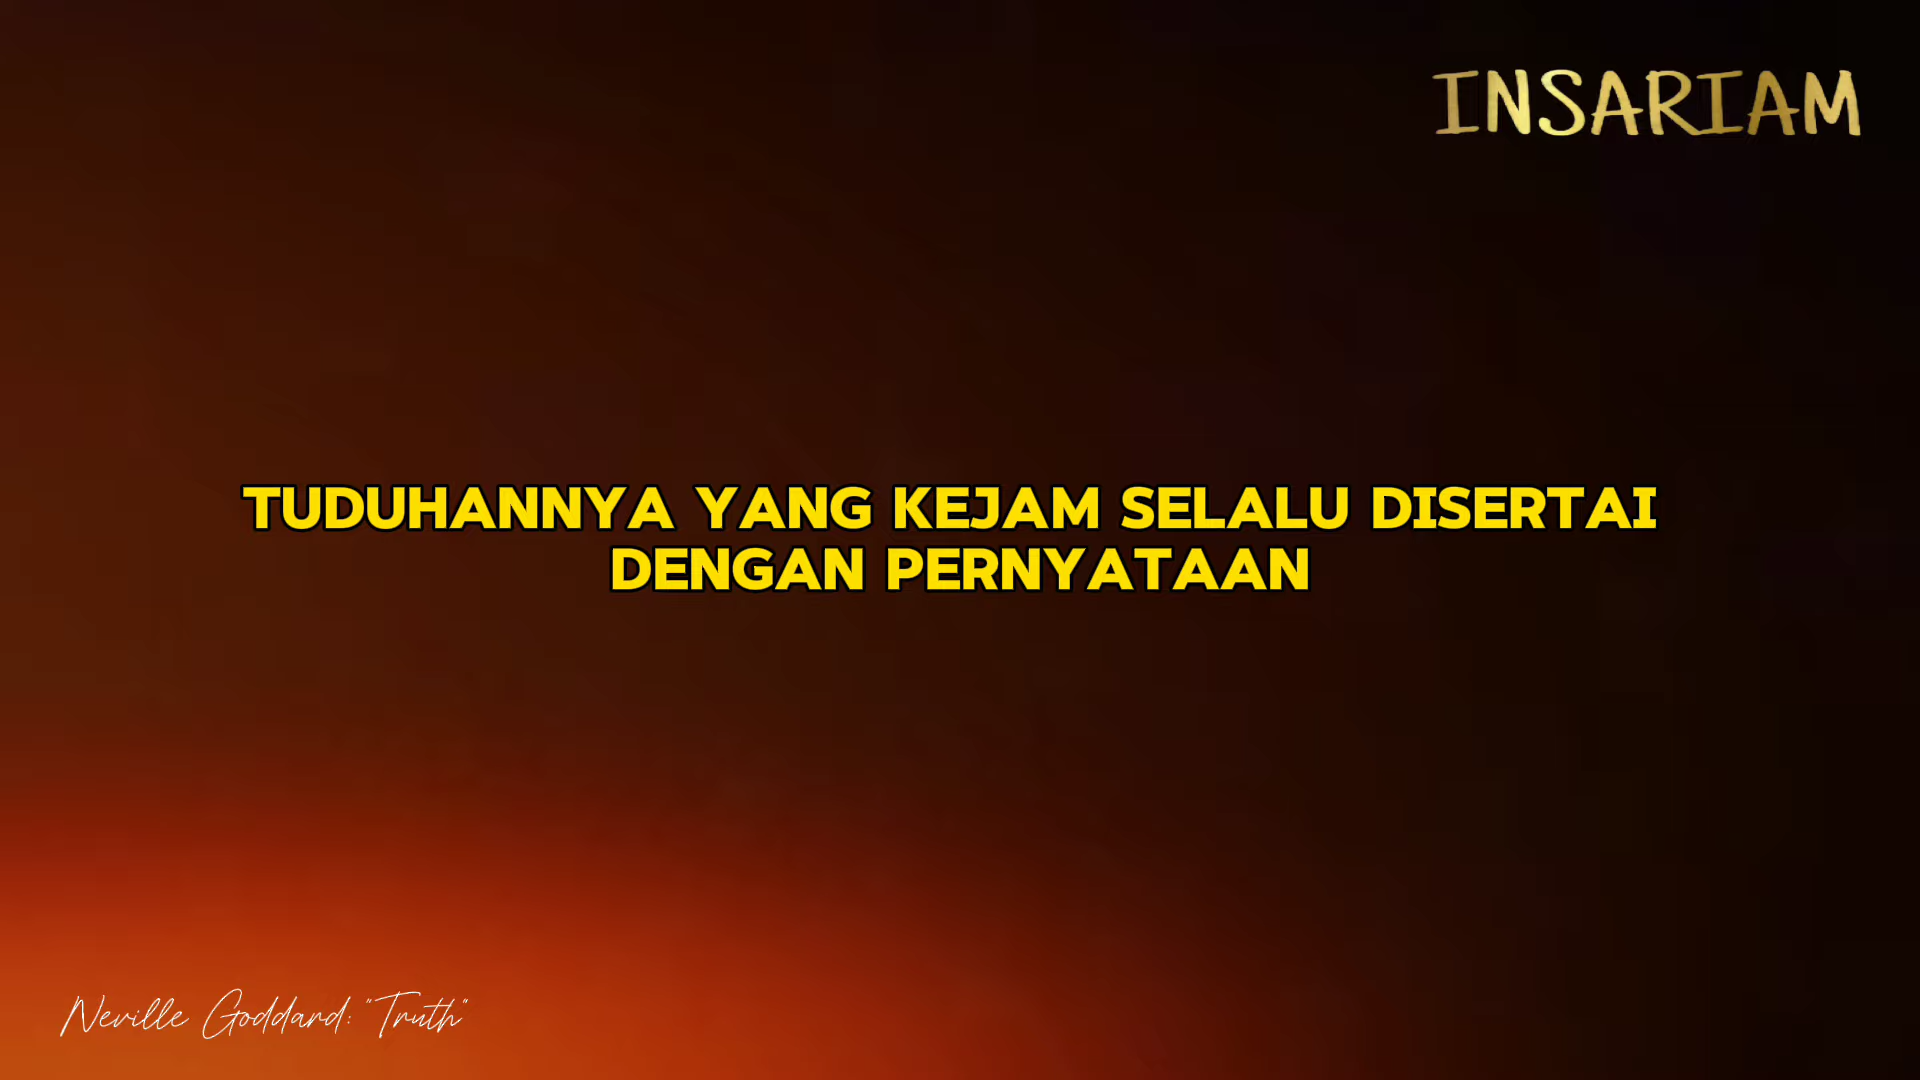 INSARIAM
TUDUHANNYA YANG KEJAM SELALU DISERTAI
DENGAN PERNYATAAN
Neville Goddard: "Truth"